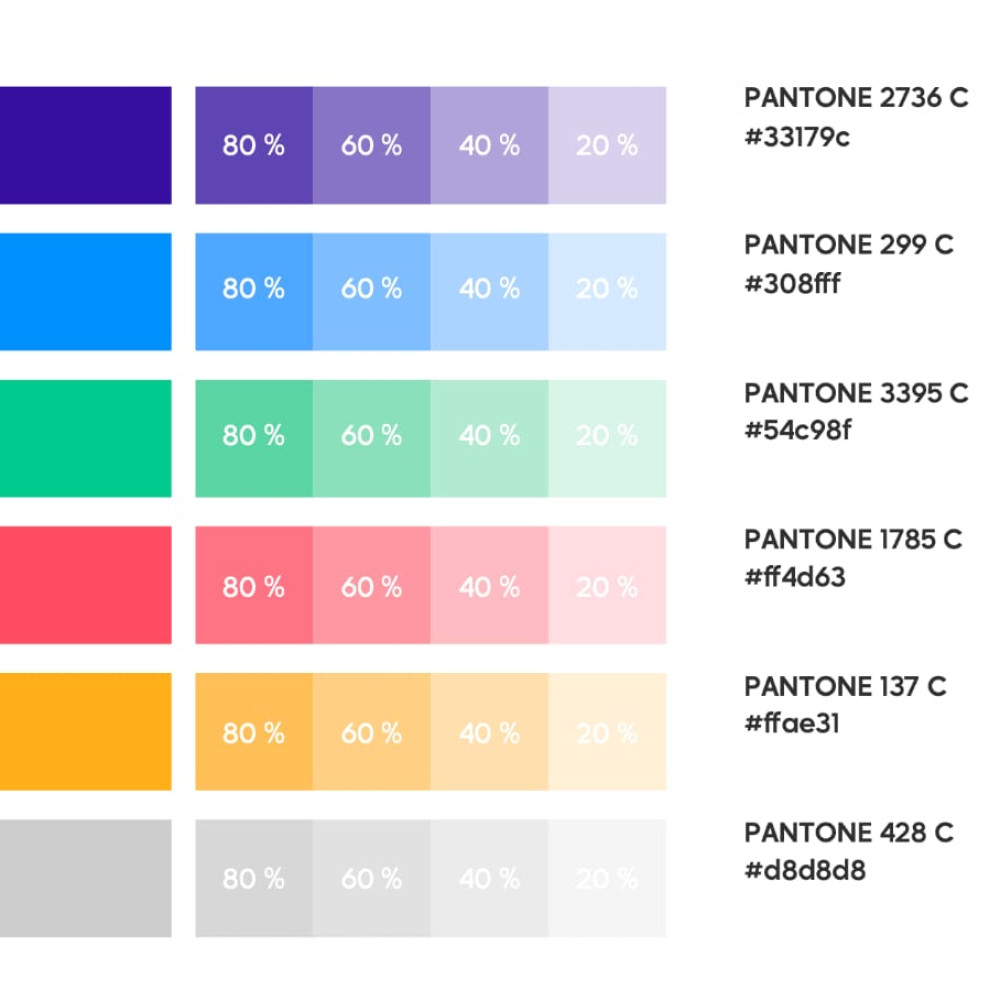 80 % 60 % 40 % 20 %
PANTONE 2736 C
#33179c
80 % 60 % 40 % 20 %
PANTONE 299 C
#308fff
80 % 60 % 40 % 20 %
PANTONE 3395 C
#54c98f
80 % 60 % 40 % 20 %
PANTONE 1785 C
#ff4d63
80 % 60 % 40 % 20 %
PANTONE 137 C
#ffae31
80 % 60 % 40 % 20 %
PANTONE 428 C
#d8d8d8